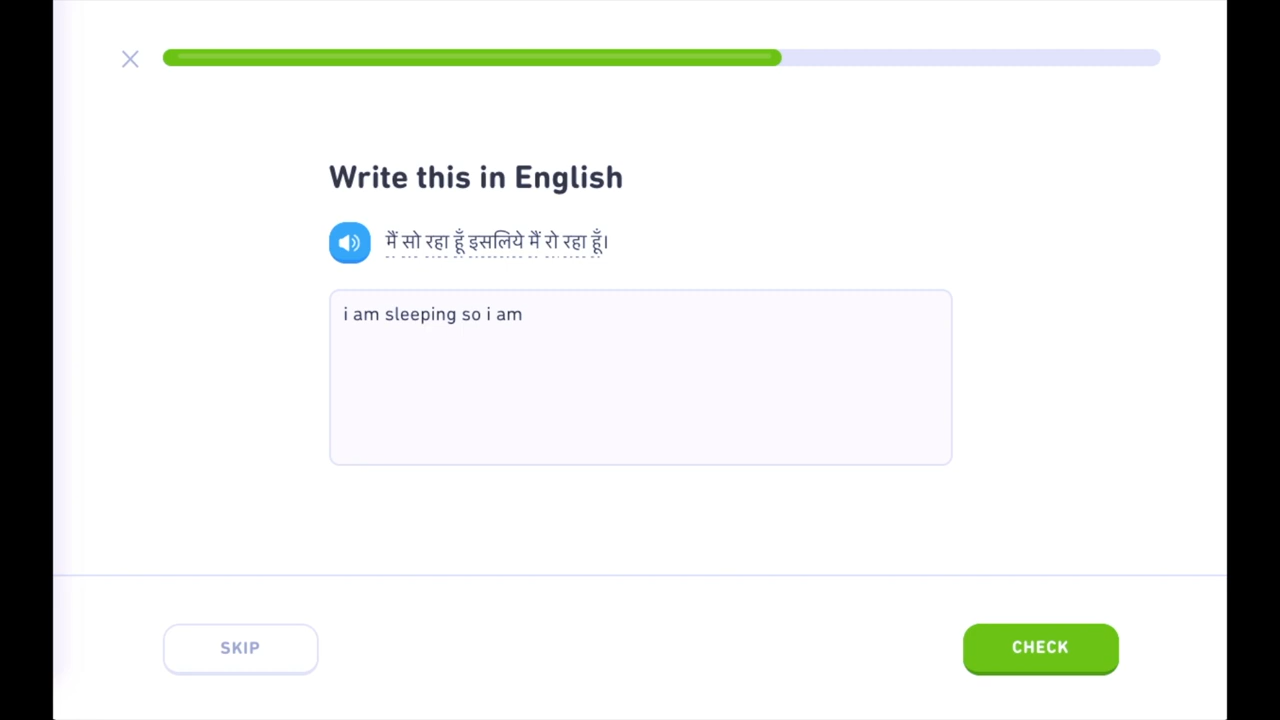 Write this in English
मैं सो रहा हूँ इसलिये मैं रो रहा हूँ।
i am sleeping so i am
SKIP
CHECK